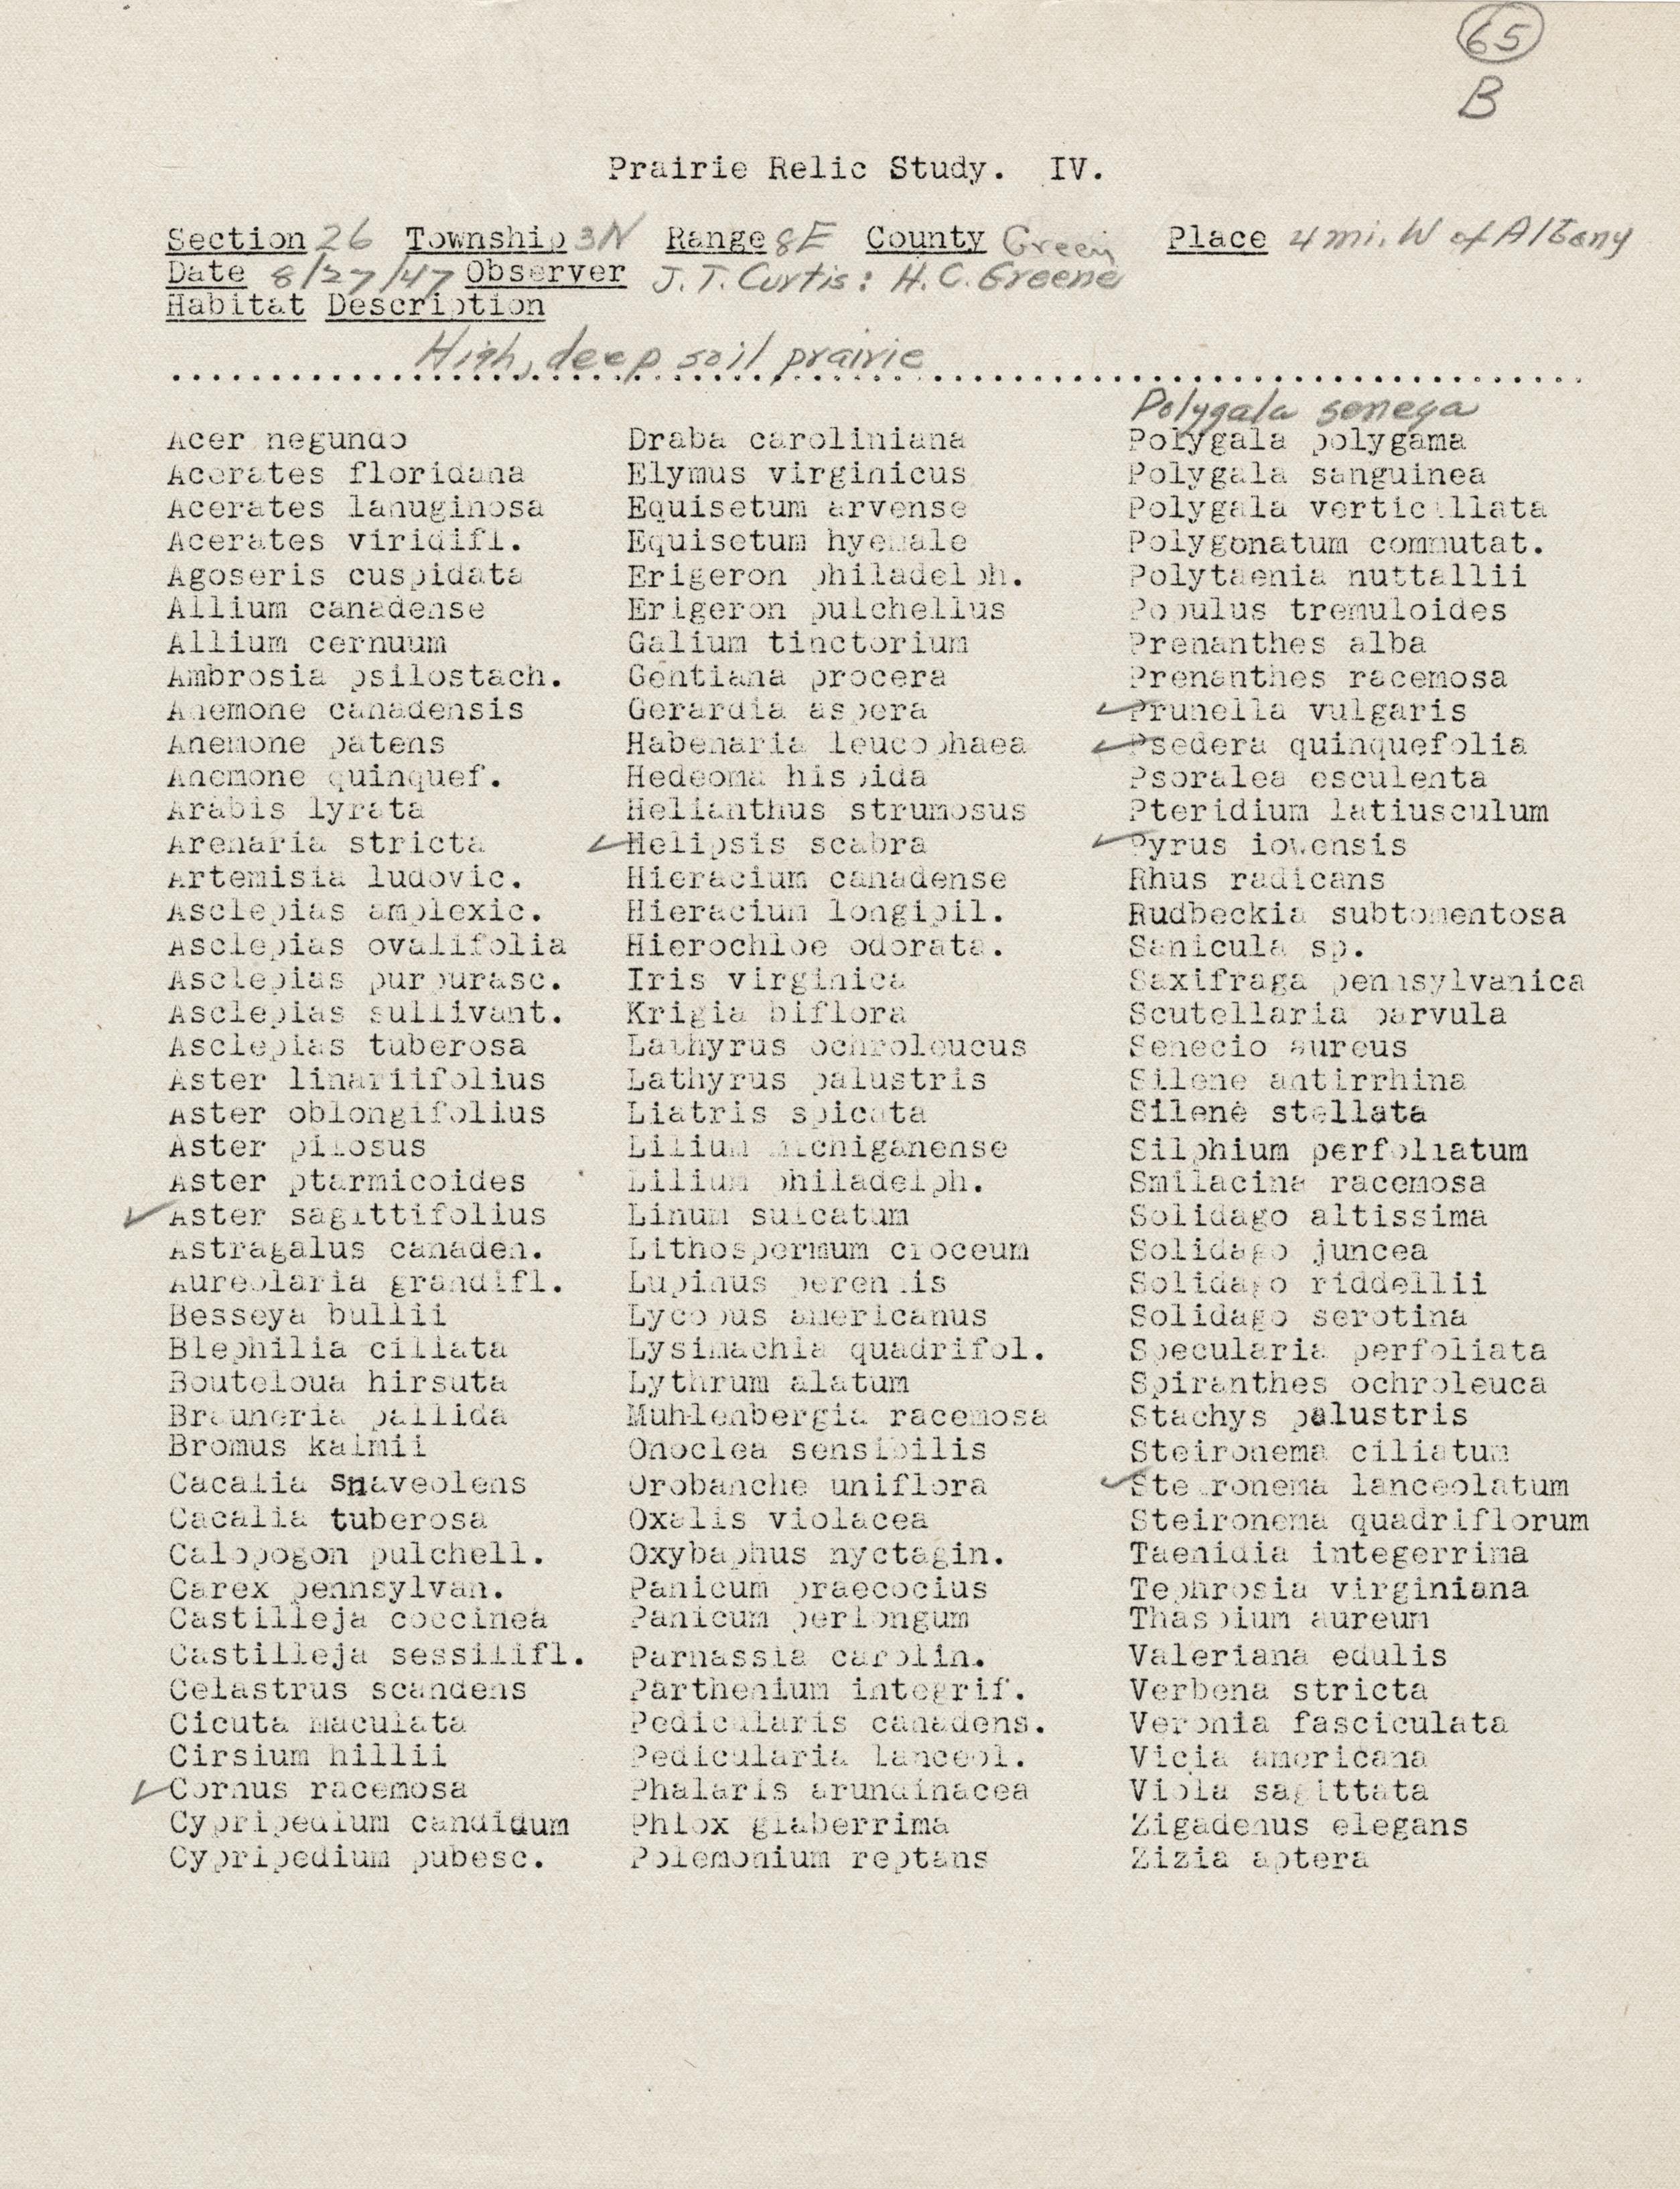 65
B
Prairie Relic Study. IV.
Section 26 Township 3N Range 8E County Green Place 4 mi. W of Albany
Date 8/27/47 Observer J. T. Curtis: H. C. Greene
Habitat Description
High, deep soil prairie
Acer negundo
Acerates floridana
Acerates lanuginosa
Acerates viridifl.
Agoseris cuspidata
Allium canadense
Allium cernuum
Ambrosia psilostach.
Anemone canadensis
Anemone patens
Anemone quinquef.
Arabis lyrata
Arenaria stricta
Artemisia ludovic.
Asclepias amplexic.
Asclepias ovalifolia
Asclepias purpurasc.
Asclepias sullivant.
Asclepias tuberosa
Aster linariifolius
Aster oblongifolius
Aster pilosus
Aster ptarmicoides
✓ Aster sagittifolius
Astragalus canaden.
Aureolaria grandifl.
Besseya bullii
Blephilia ciliata
Bouteloua hirsuta
Brauneria pallida
Bromus kalmii
Cacalia snaveolens
Cacalia tuberosa
Calopogon pulchell.
Carex pennsylvan.
Castilleja coccinea
Castilleja sessilifl.
Celastrus scandens
Cicuta maculata
Cirsium hillii
✓ Cornus racemosa
Cypripedium candidum
Cypripedium pubesc.
Draba caroliniana
Elymus virginicus
Equisetum arvense
Equisetum hyemale
Erigeron philadelph.
Erigeron pulchellus
Galium tinctorium
Gentiana procera
Gerardia aspera
Habenaria leucophaea
Hedeoma hispida
Helianthus strumosus
✓ Heliopsis scabra
Hieracium canadense
Hieracium longipil.
Hierochloe odorata.
Iris virginica
Krigia biflora
Lathyrus ochroleucus
Lathyrus palustris
Liatris spicata
Lilium michiganense
Lilium philadelph.
Linum sulcatum
Lithospermum croceum
Lupinus perennis
Lycopus americanus
Lysimachia quadrifol.
Lythrum alatum
Muhlenbergia racemosa
Onoclea sensibilis
Orobanche uniflora
Oxalis violacea
Oxybaphus nyctagin.
Panicum praecocius
Panicum perlongum
Parnassia carolin.
Parthenium integrif.
Pedicularis canadens.
Pedicularia lanceol.
Phalaris arundinacea
Phlox glaberrima
Polemonium reptans
Polygala senega
Polygala polygama
Polygala sanguinea
Polygala verticillata
Polygonatum commutat.
Polytaenia nuttallii
Populus tremuloides
Prenanthes alba
Prenanthes racemosa
✓ Prunella vulgaris
✓ Psedera quinquefolia
Psoralea esculenta
Pteridium latiusculum
✓ Pyrus iowensis
Rhus radicans
Rudbeckia subtomentosa
Sanicula sp.
Saxifraga pennsylvanica
Scutellaria parvula
Senecio aureus
Silene antirrhina
Silene stellata
Silphium perfoliatum
Smilacina racemosa
Solidago altissima
Solidago juncea
Solidago riddellii
Solidago serotina
Specularia perfoliata
Spiranthes ochroleuca
Stachys palustris
Steironema ciliatum
✓ Steironema lanceolatum
Steironema quadriflorum
Taenidia integerrima
Tephrosia virginiana
Thaspium aureum
Valeriana edulis
Verbena stricta
Veronia fasciculata
Vicia americana
Viola sagittata
Zigadenus elegans
Zizia aptera